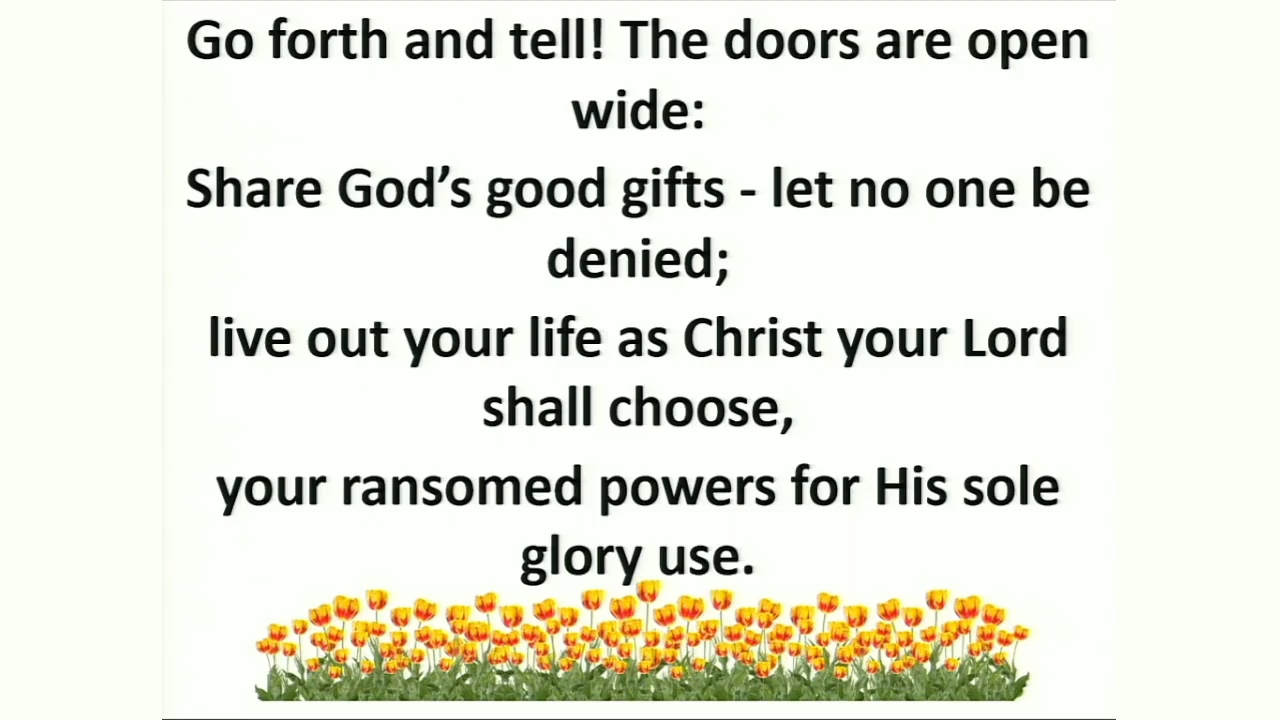 Go forth and tell! The doors are open
wide:
Share God’s good gifts - let no one be
denied;
live out your life as Christ your Lord
shall choose,
your ransomed powers for His sole
glory use.